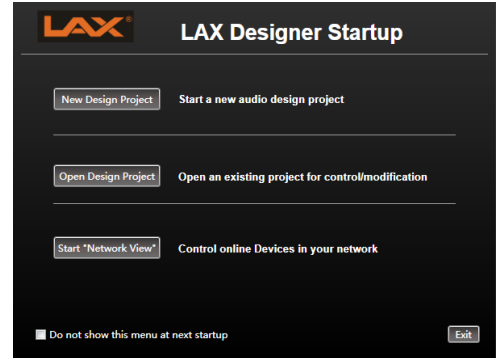 LAX® LAX Designer Startup
New Design Project Start a new audio design project
Open Design Project Open an existing project for control/modification
Start "Network View" Control online Devices in your network
Do not show this menu at next startup Exit